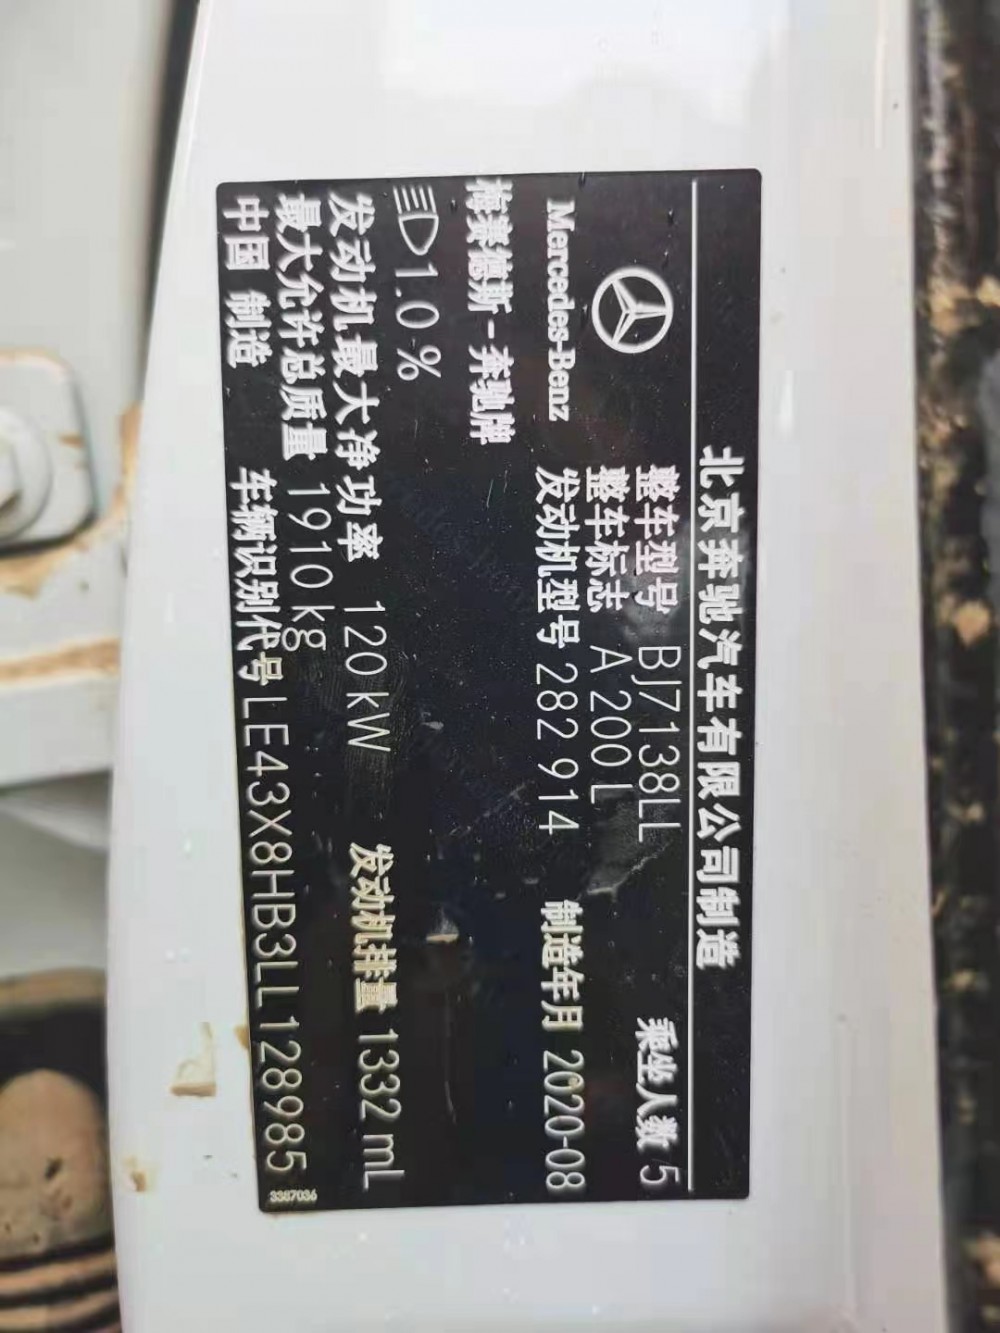 北京奔驰汽车有限公司制造
整车型号 BJ7138LL 乘坐人数 5
整车标志 A 200 L
Mercedes-Benz 发动机型号 282 914 制造年月 2020-08
梅赛德斯-奔驰牌
1.0 %
发动机最大净功率 120 kW 发动机排量 1332 mL
最大允许总质量 1910 kg
中国 制造 车辆识别代号 LE43X8HB3LL128985
3387036